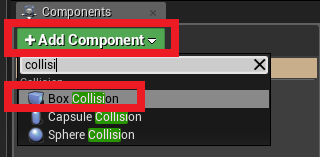 Components
+ Add Component
collisi
Collision
Box Collision
Capsule Collision
Sphere Collision